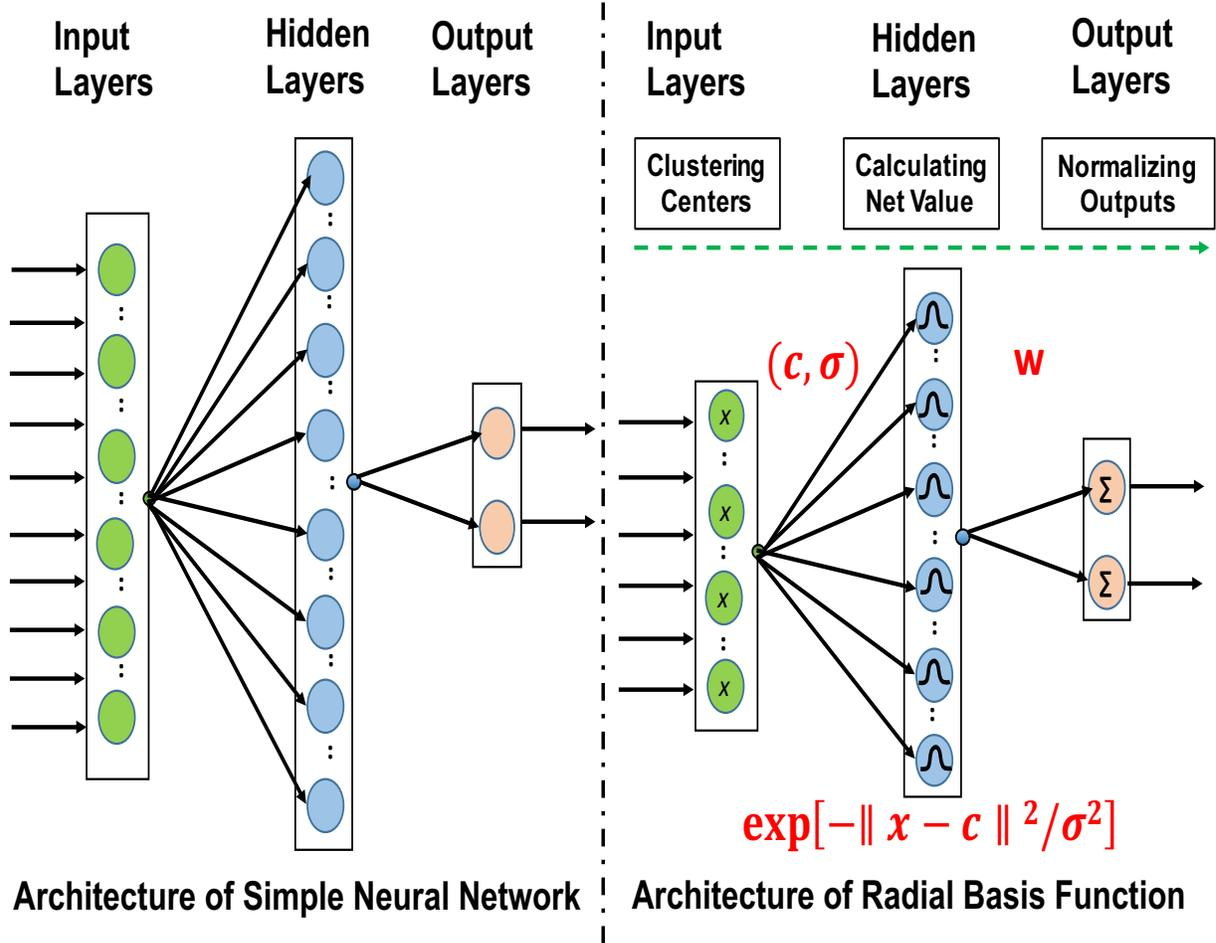 Input
Layers
Hidden
Layers
Output
Layers
Architecture of Simple Neural Network
Input
Layers
Hidden
Layers
Output
Layers
Clustering
Centers
Calculating
Net Value
Normalizing
Outputs
(c, σ)
w
x
x
x
x
Σ
Σ
exp[−‖ x − c ‖ ²/σ²]
Architecture of Radial Basis Function